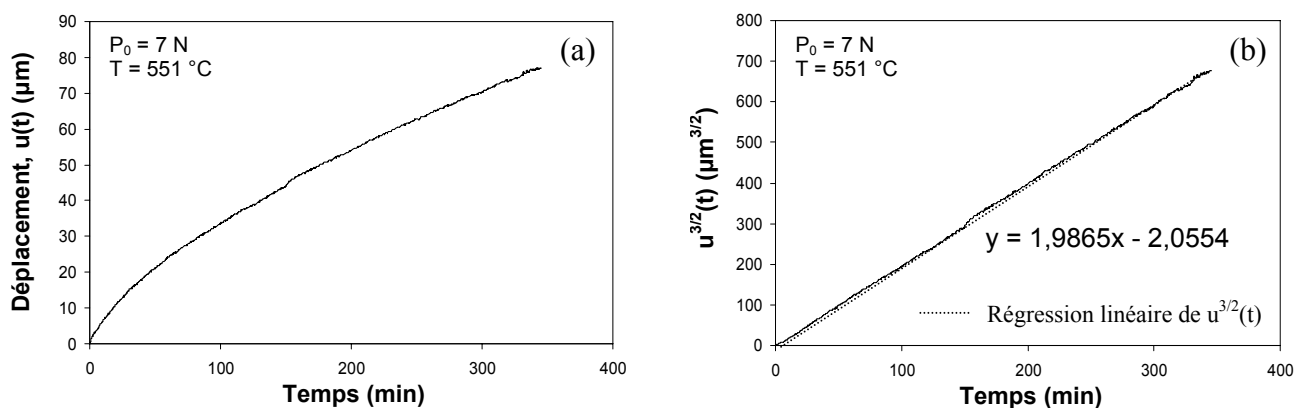 P₀ = 7 N
T = 551 °C
(a)
Déplacement, u(t) (µm)
90
80
70
60
50
40
30
20
10
0
0 100 200 300 400
Temps (min)
P₀ = 7 N
T = 551 °C
(b)
u^{3/2}(t) (µm^{3/2})
800
700
600
500
400
300
200
100
0
y = 1,9865x - 2,0554
Régression linéaire de u^{3/2}(t)
0 100 200 300 400
Temps (min)